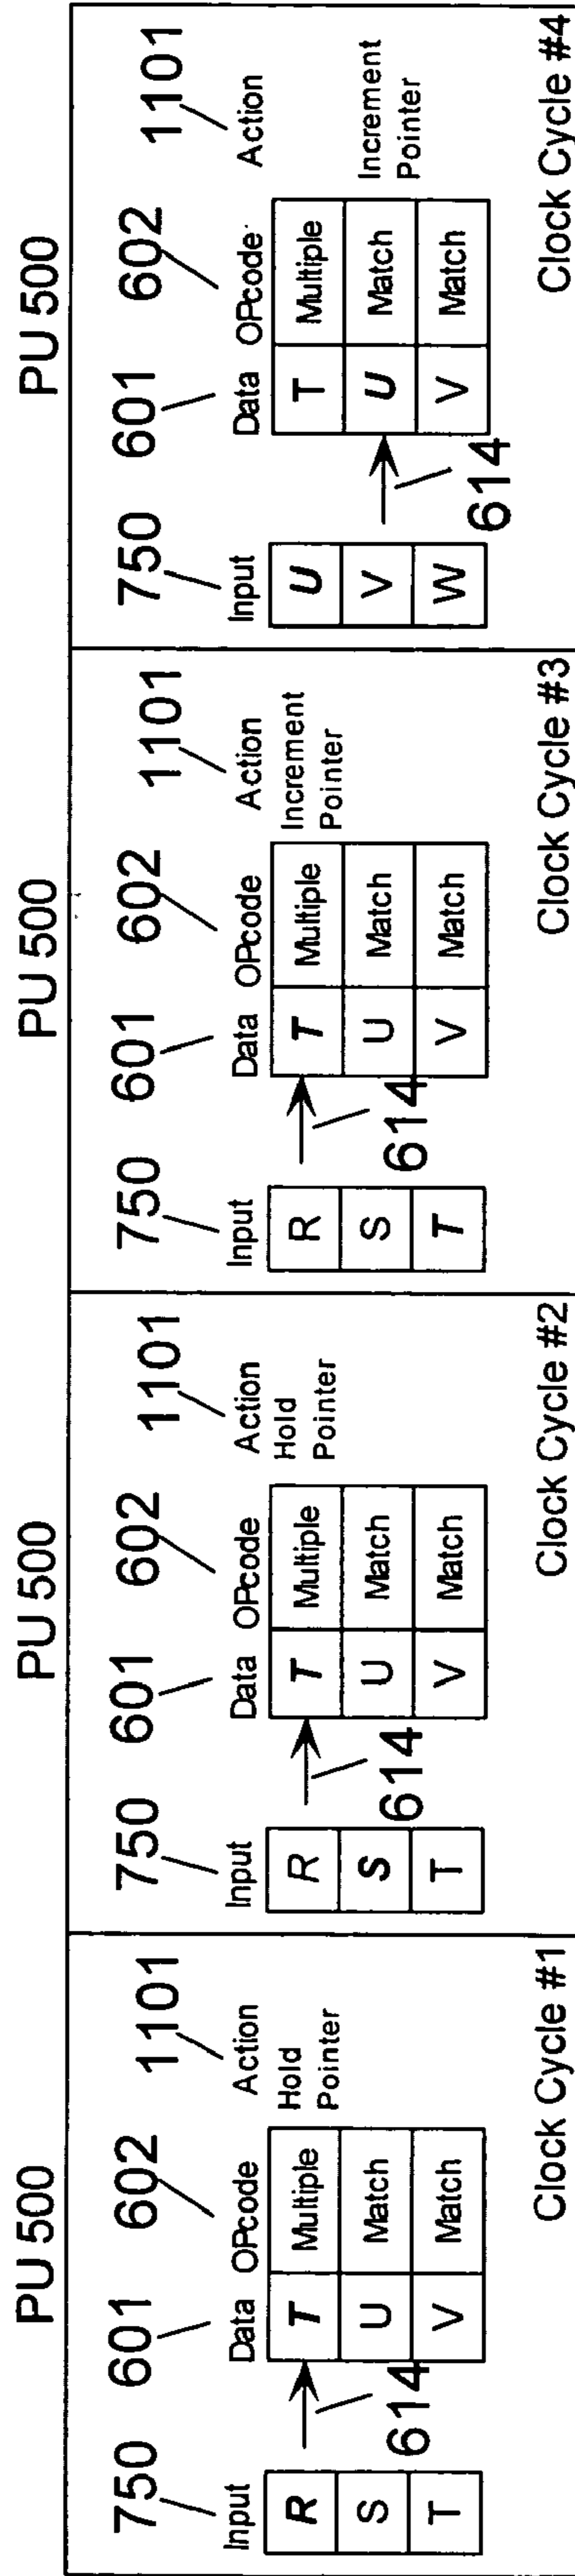 PU 500
750 601 602 1101
Input Data OPcode Action
R T Multiple Hold Pointer
S U Match
T V Match
614
Clock Cycle #1
PU 500
750 601 602 1101
Input Data OPcode Action
R T Multiple Hold Pointer
S U Match
T V Match
614
Clock Cycle #2
PU 500
750 601 602 1101
Input Data OPcode Action
R T Multiple Increment Pointer
S U Match
T V Match
614
Clock Cycle #3
PU 500
750 601 602 1101
Input Data OPcode Action
U T Multiple
V U Match Increment Pointer
W V Match
614
Clock Cycle #4